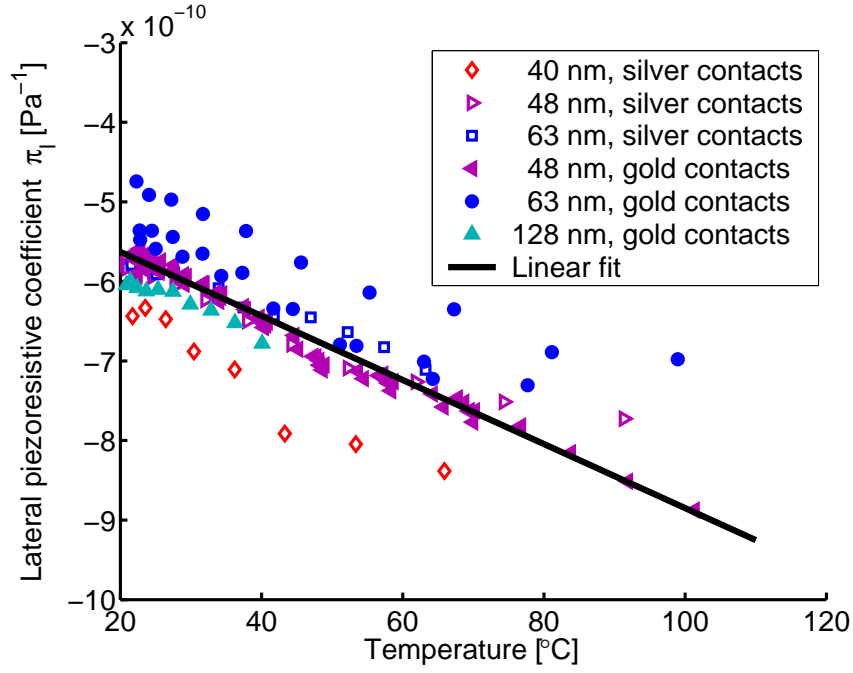 x 10⁻¹⁰
−3
−4
−5
−6
−7
−8
−9
−10
20
40
60
80
100
120
Temperature [°C]
Lateral piezoresistive coefficient π_l [Pa⁻¹]
40 nm, silver contacts
48 nm, silver contacts
63 nm, silver contacts
48 nm, gold contacts
63 nm, gold contacts
128 nm, gold contacts
Linear fit